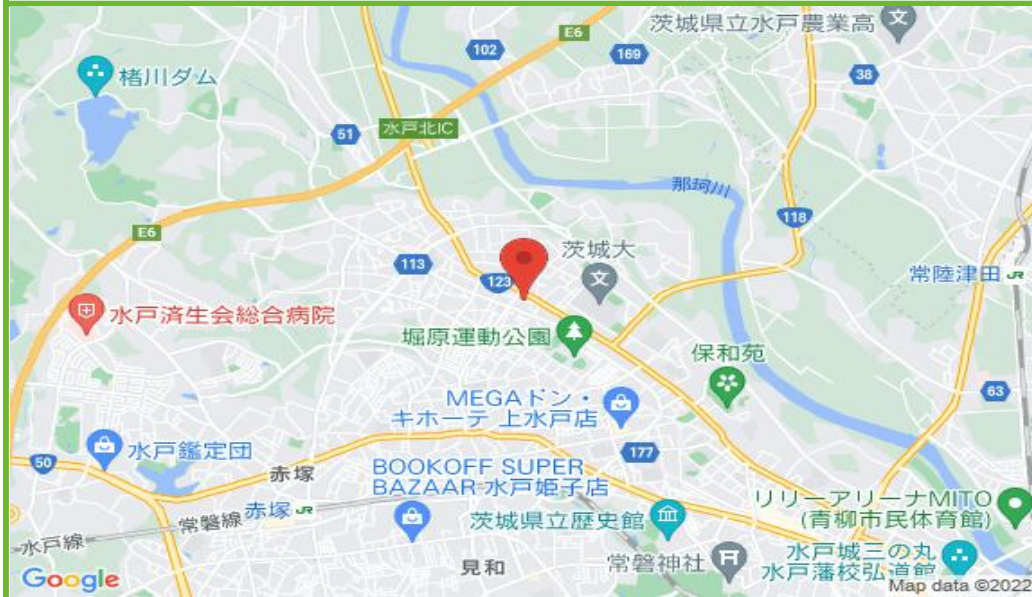 茨城県立水戸農業高
E6
102
169
楮川ダム
38
51
水戸北IC
那珂川
118
E6
茨城大
113
常陸津田 JR
123
水戸済生会総合病院
堀原運動公園
保和苑
63
MEGAドン・
キホーテ 上水戸店
177
水戸鑑定団
50
赤塚
BOOKOFF SUPER
BAZAAR 水戸姫子店
リリーアリーナMITO
(青柳市民体育館)
常磐線
赤塚 JR
茨城県立歴史館
水戸線
見和
常磐神社
水戸城三の丸
水戸藩校弘道館
Google
Map data ©2022